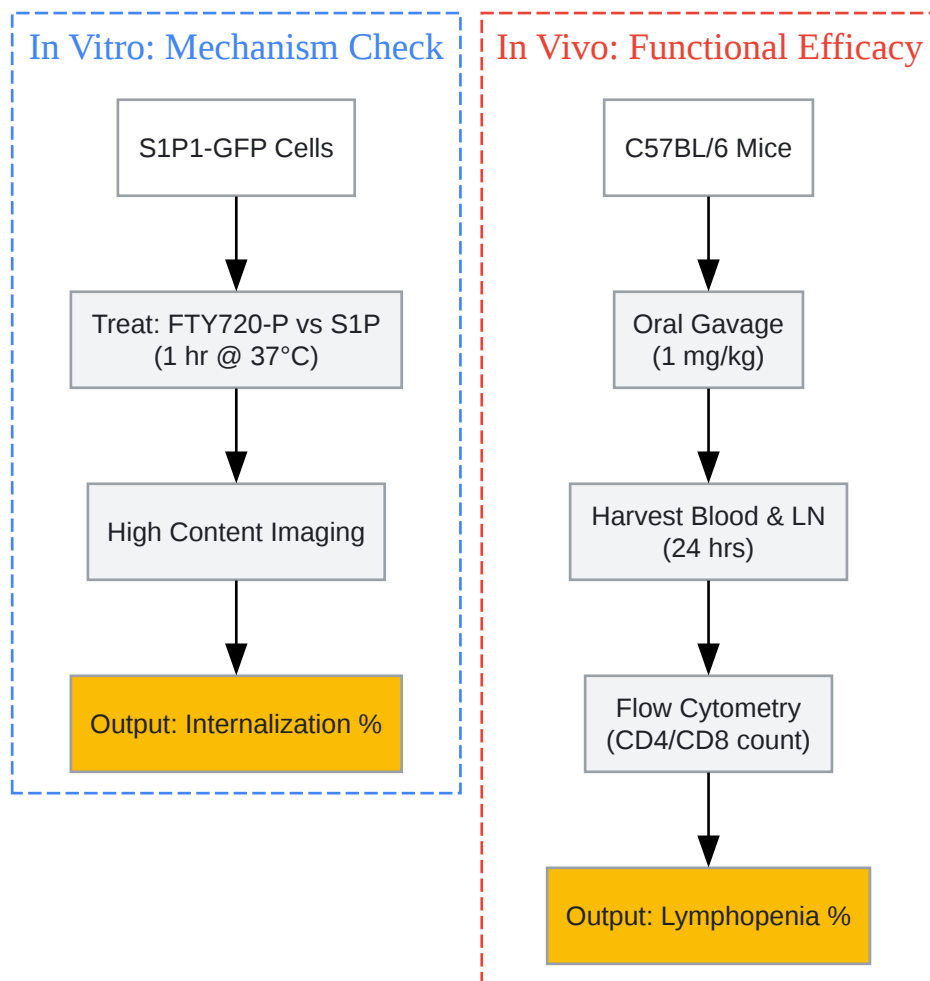 In Vitro: Mechanism Check
S1P1-GFP Cells
Treat: FTY720-P vs S1P
(1 hr @ 37°C)
High Content Imaging
Output: Internalization %
In Vivo: Functional Efficacy
C57BL/6 Mice
Oral Gavage
(1 mg/kg)
Harvest Blood & LN
(24 hrs)
Flow Cytometry
(CD4/CD8 count)
Output: Lymphopenia %